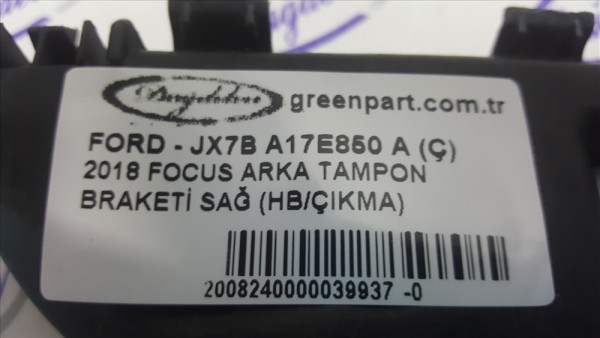 greenpart.com.tr
FORD - JX7B A17E850 A (Ç)
2018 FOCUS ARKA TAMPON
BRAKETİ SAĞ (HB/ÇIKMA)
2008240000039937 -0